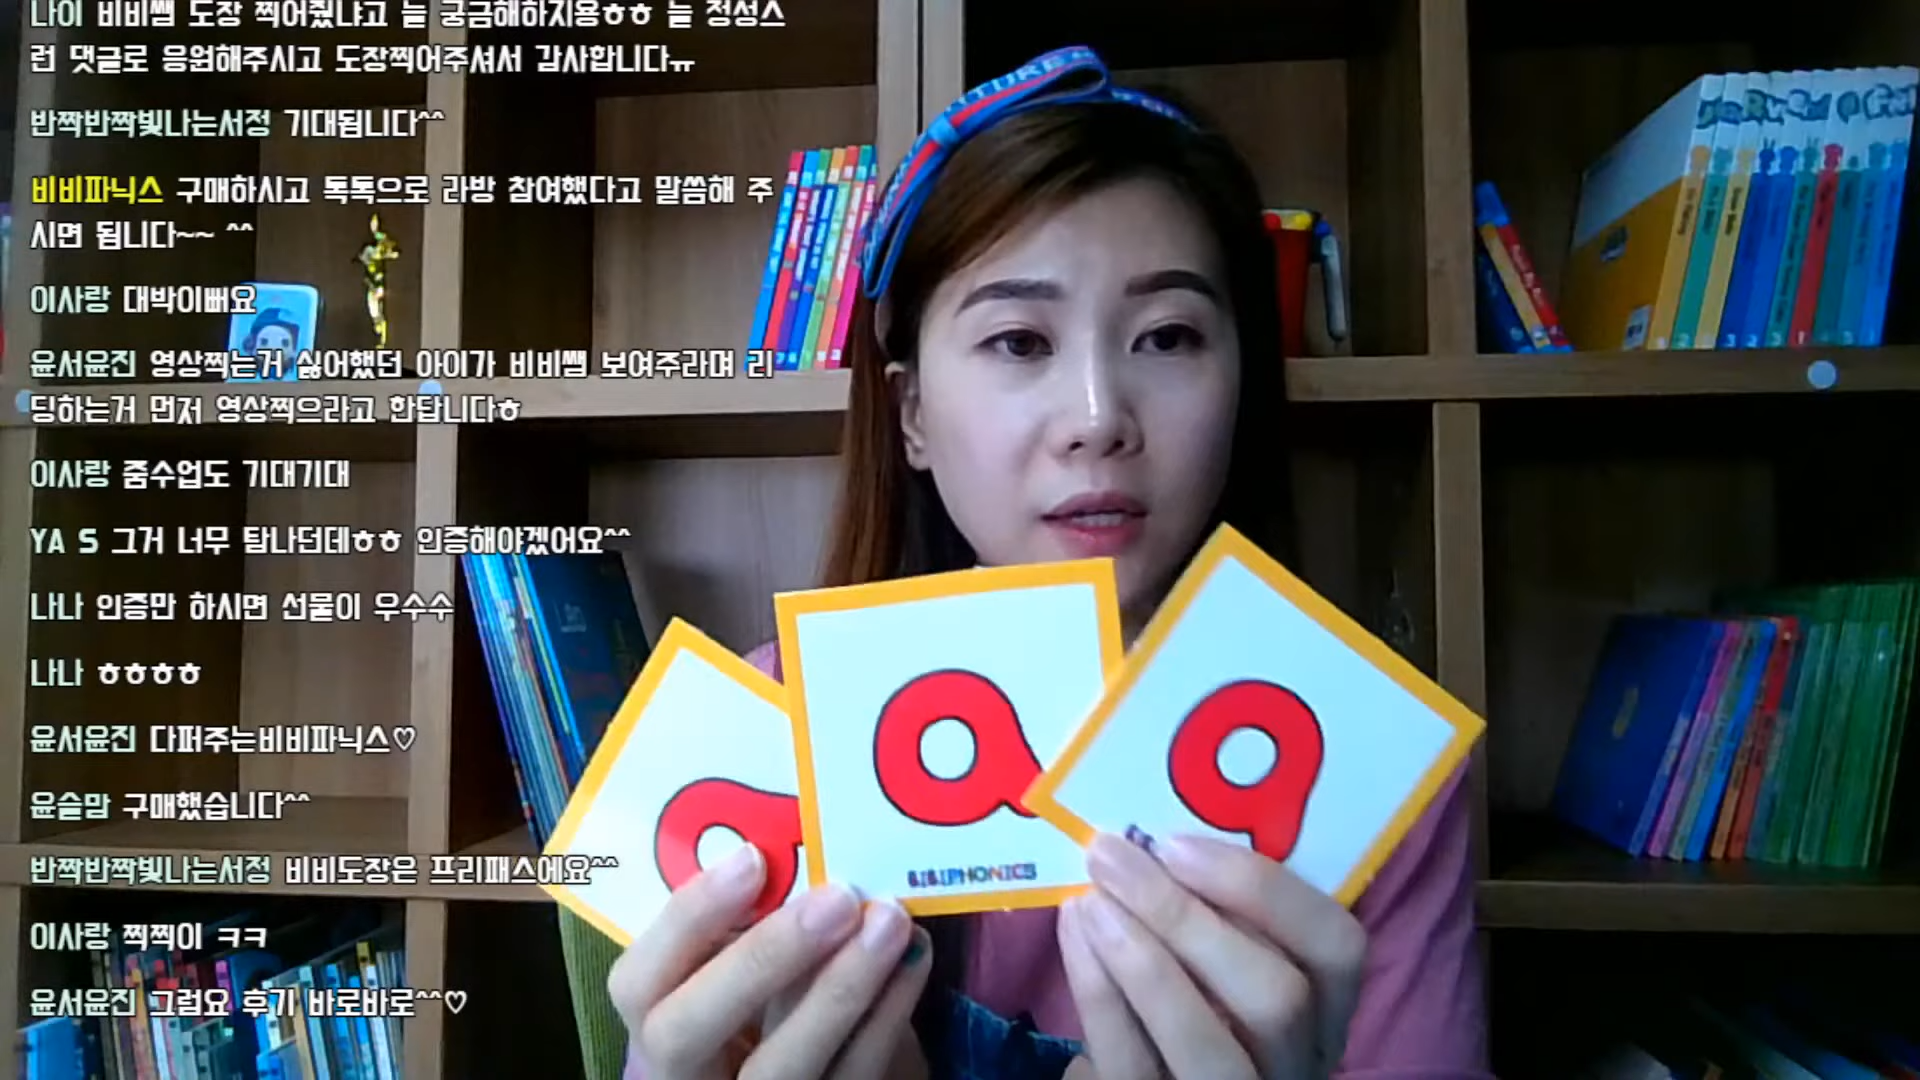 나이 비비쌤 도장 찍어줬냐고 늘 궁금해하지용ㅎㅎ 늘 정성스
런 댓글로 응원해주시고 도장찍어주셔서 감사합니다ㅠ
반짝반짝빛나는서정 기대됩니다^^
비비파닉스 구매하시고 톡톡으로 라방 참여했다고 말씀해 주
시면 됩니다~~ ^^
이사랑 대박이뻐요
윤서윤진 영상찍는거 싫어했던 아이가 비비쌤 보여주라며 리
딩하는거 먼저 영상찍으라고 한답니다ㅎ
이사랑 줌수업도 기대기대
YA S 그거 너무 탐나던데ㅎㅎ 인증해야겠어요^^
나나 인증만 하시면 선물이 우수수
나나 ㅎㅎㅎㅎ
윤서윤진 다퍼주는비비파닉스♡
윤슬맘 구매했습니다^^
반짝반짝빛나는서정 비비도장은 프리패스에요^^
이사랑 찍찍이 ㅋㅋ
윤서윤진 그럼요 후기 바로바로^^♡
a a a
BIBIPHONICS